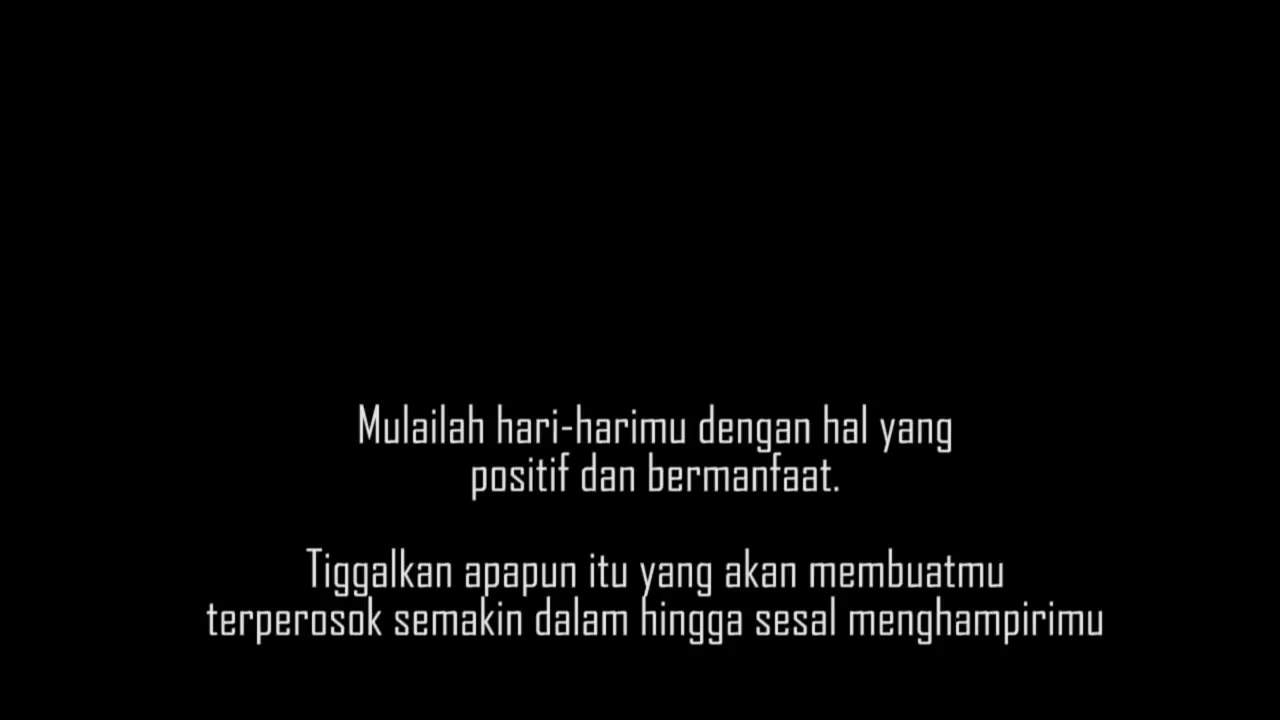 Mulailah hari-harimu dengan hal yang
positif dan bermanfaat.
Tiggalkan apapun itu yang akan membuatmu
terperosok semakin dalam hingga sesal menghampirimu